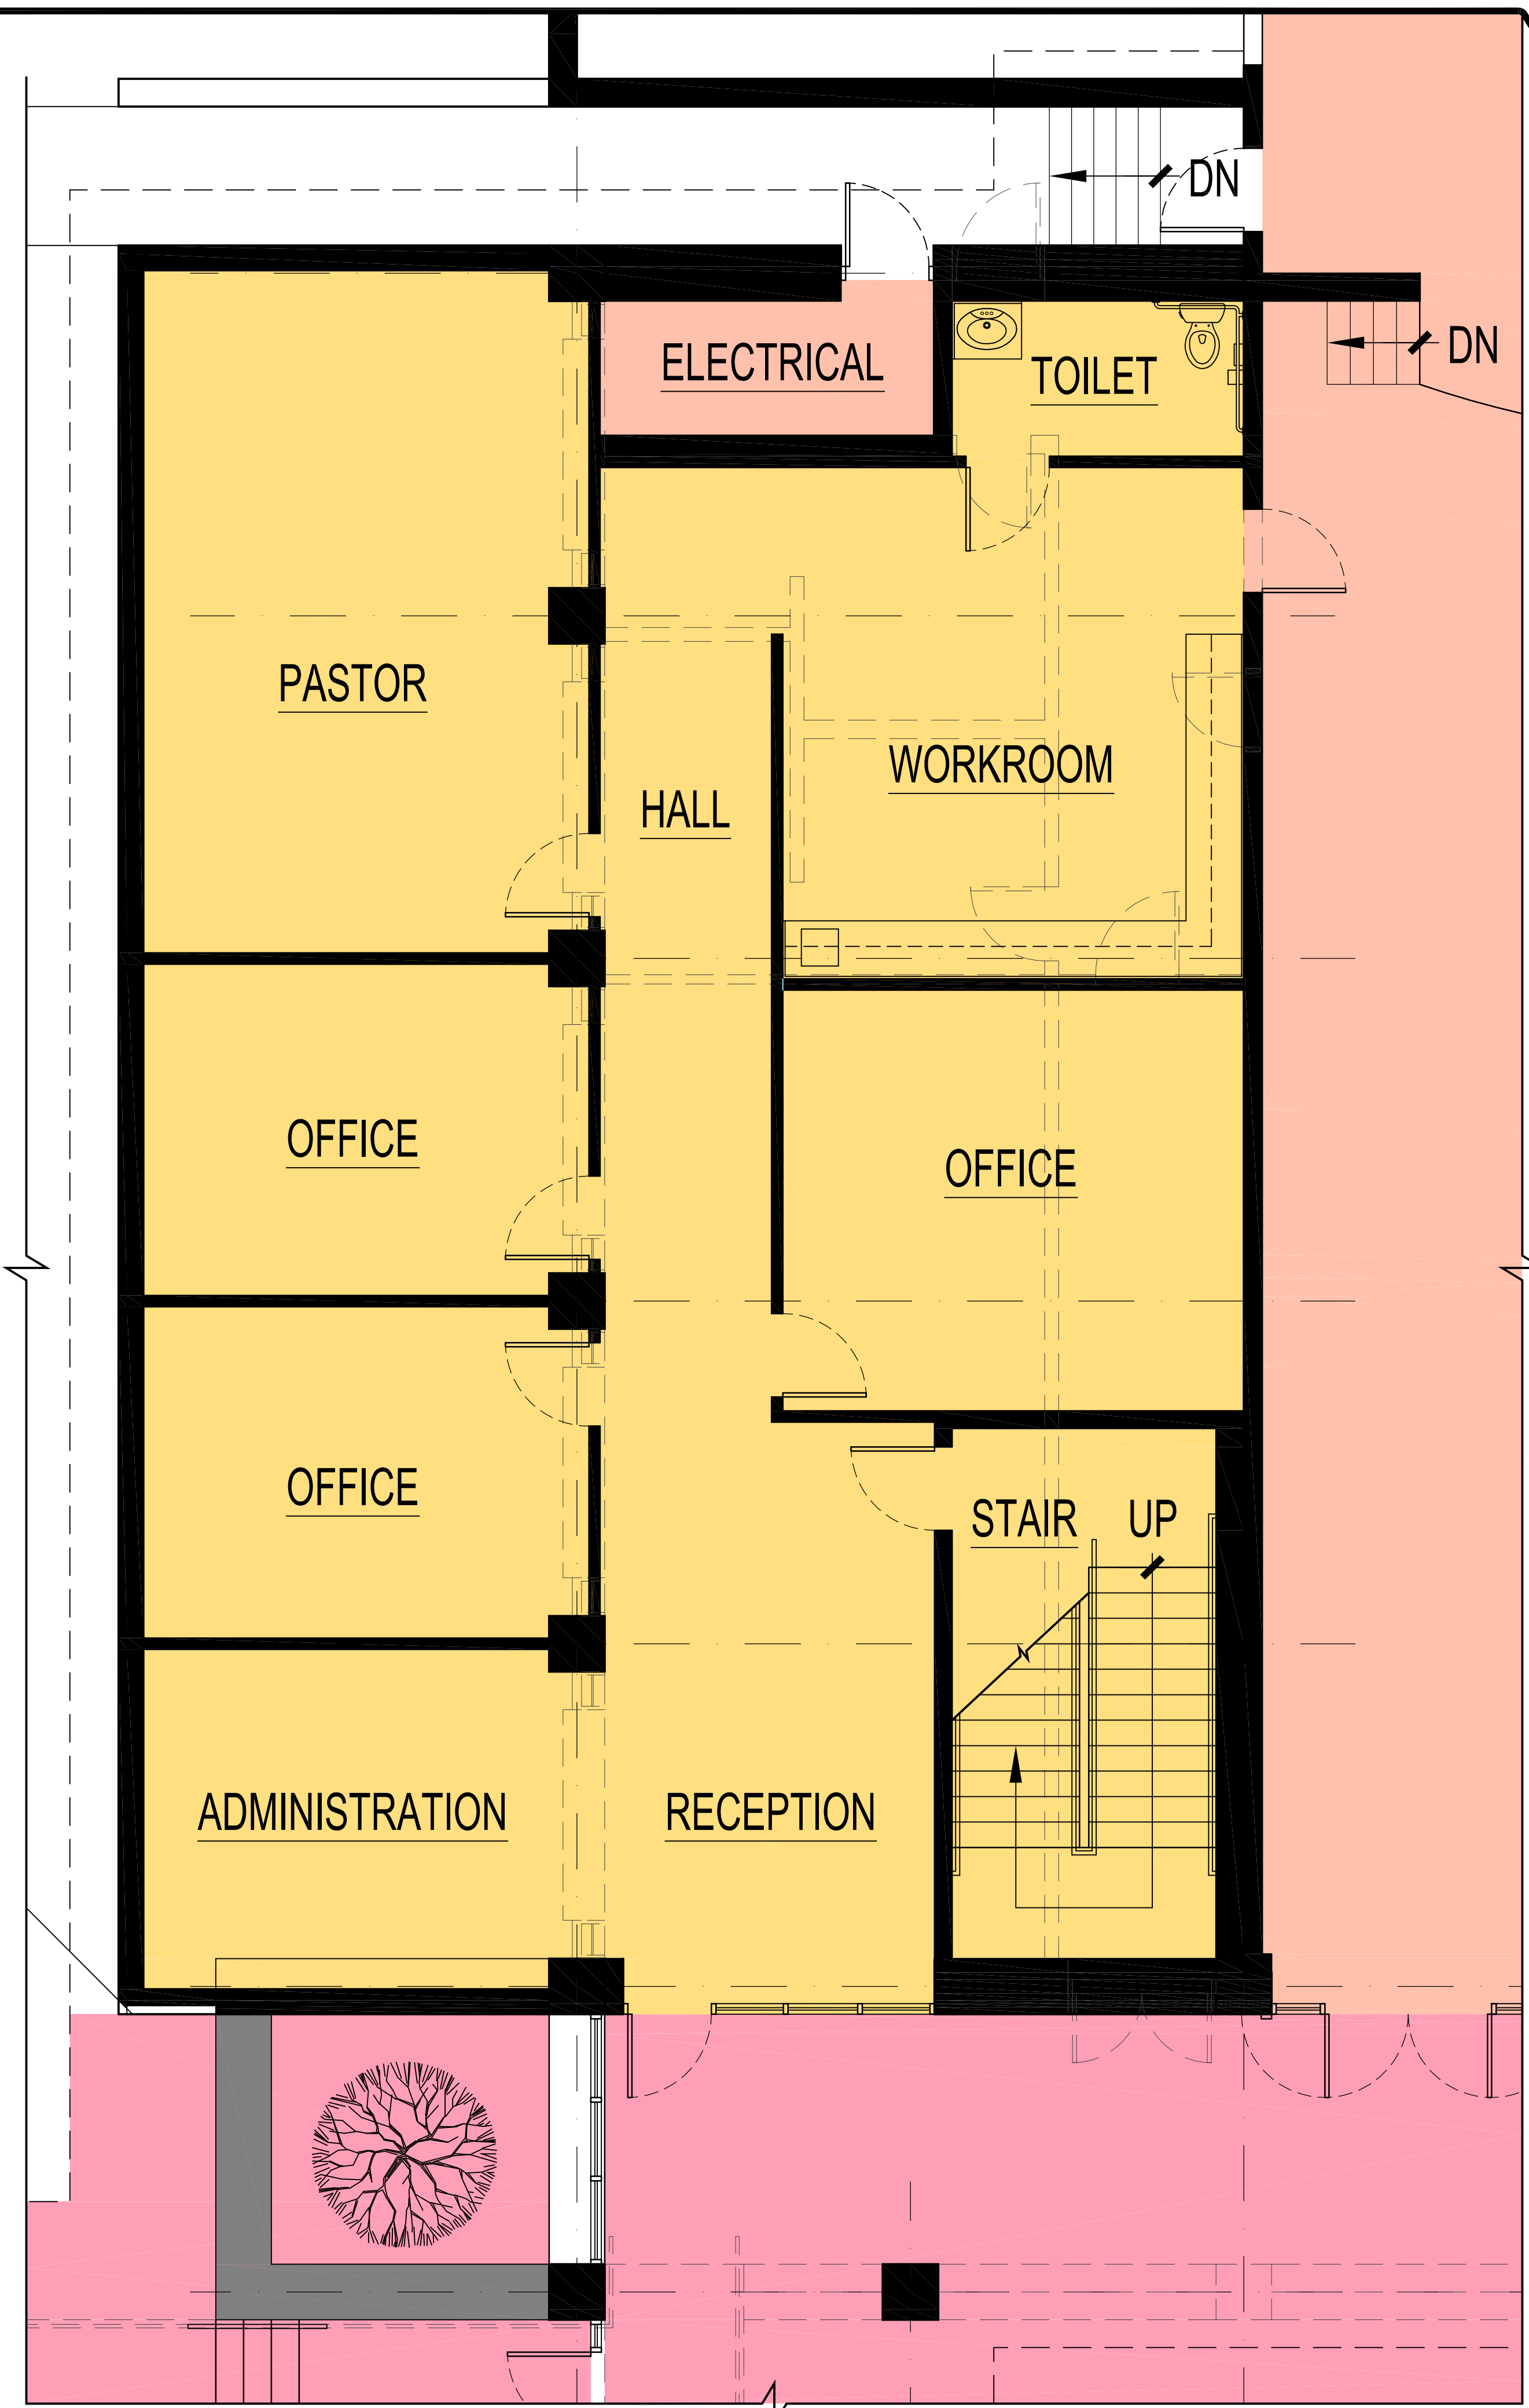 DN
DN
ELECTRICAL
TOILET
PASTOR
WORKROOM
HALL
OFFICE
OFFICE
OFFICE
STAIR UP
ADMINISTRATION
RECEPTION